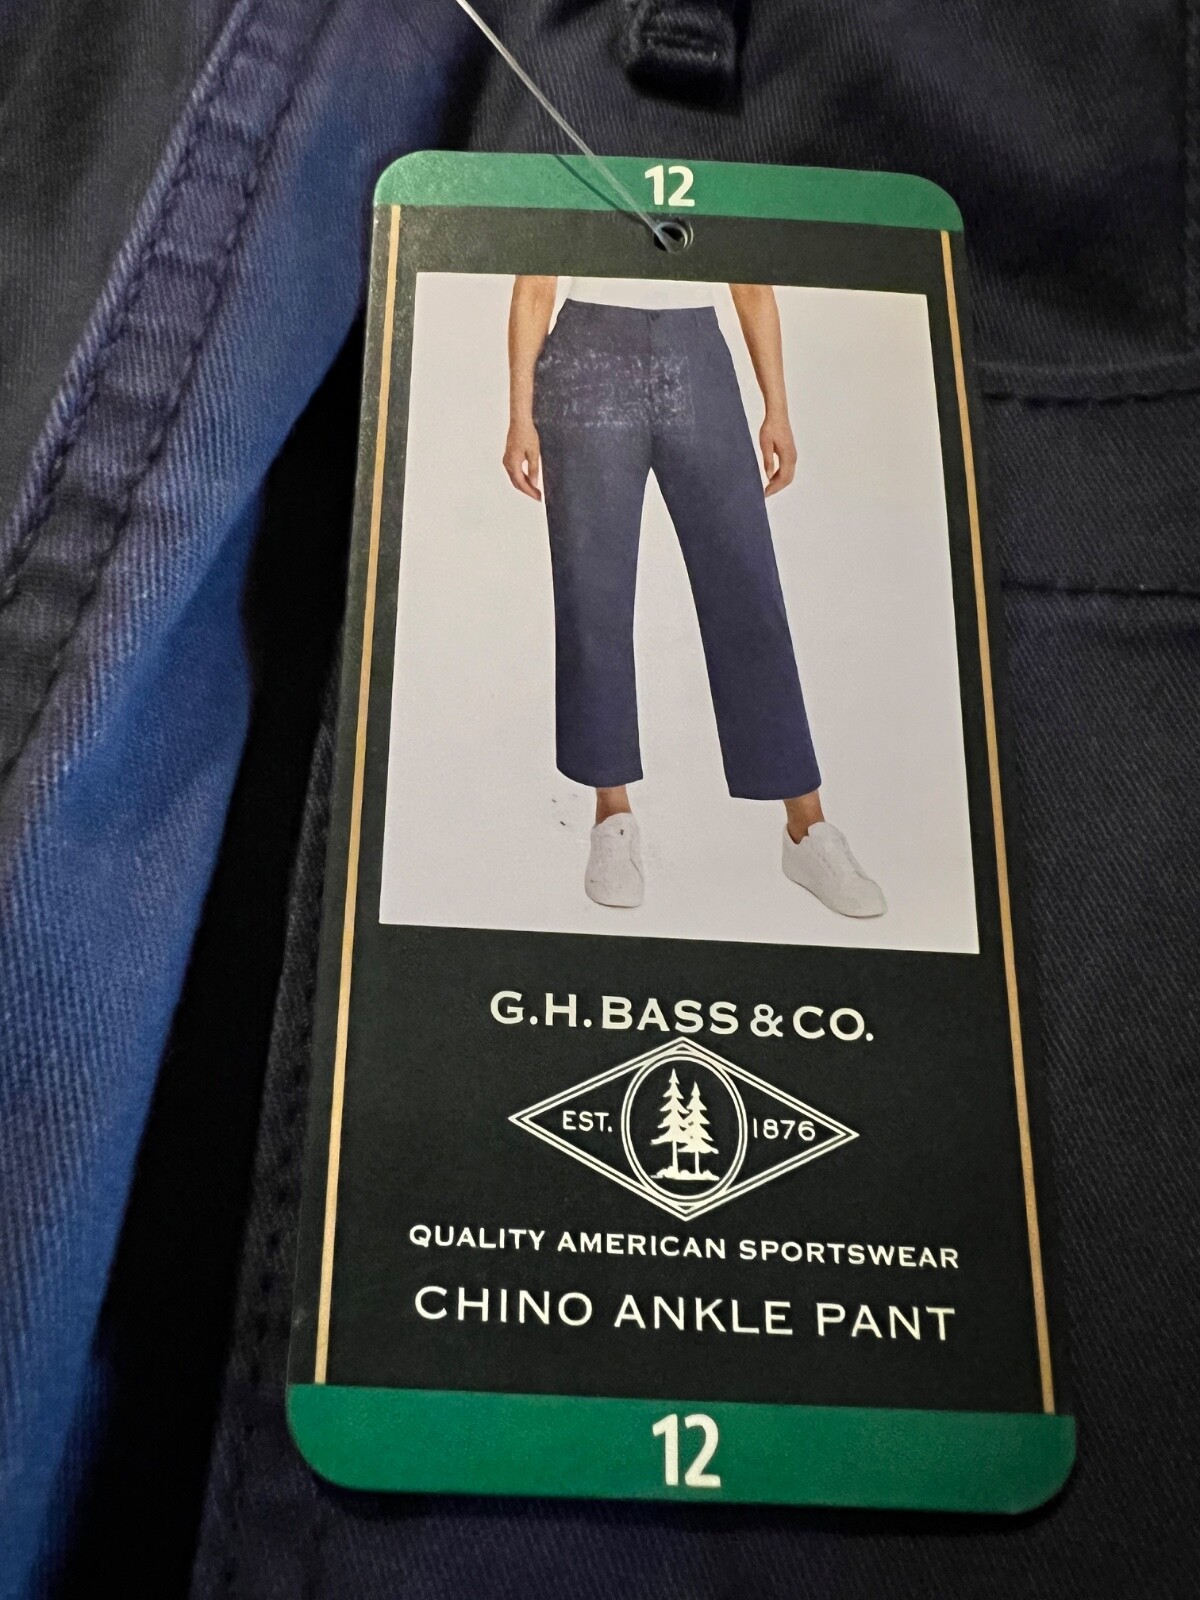 12
G.H. BASS & CO.
EST. 1876
QUALITY AMERICAN SPORTSWEAR
CHINO ANKLE PANT
12